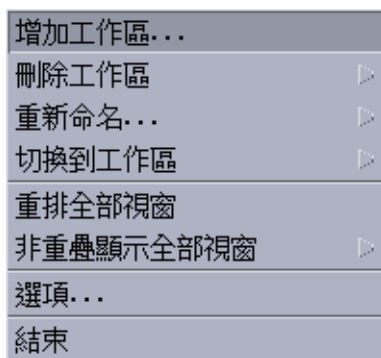 增加工作區...
刪除工作區
重新命名...
切換到工作區
重排全部視窗
非重疊顯示全部視窗
選項...
結束